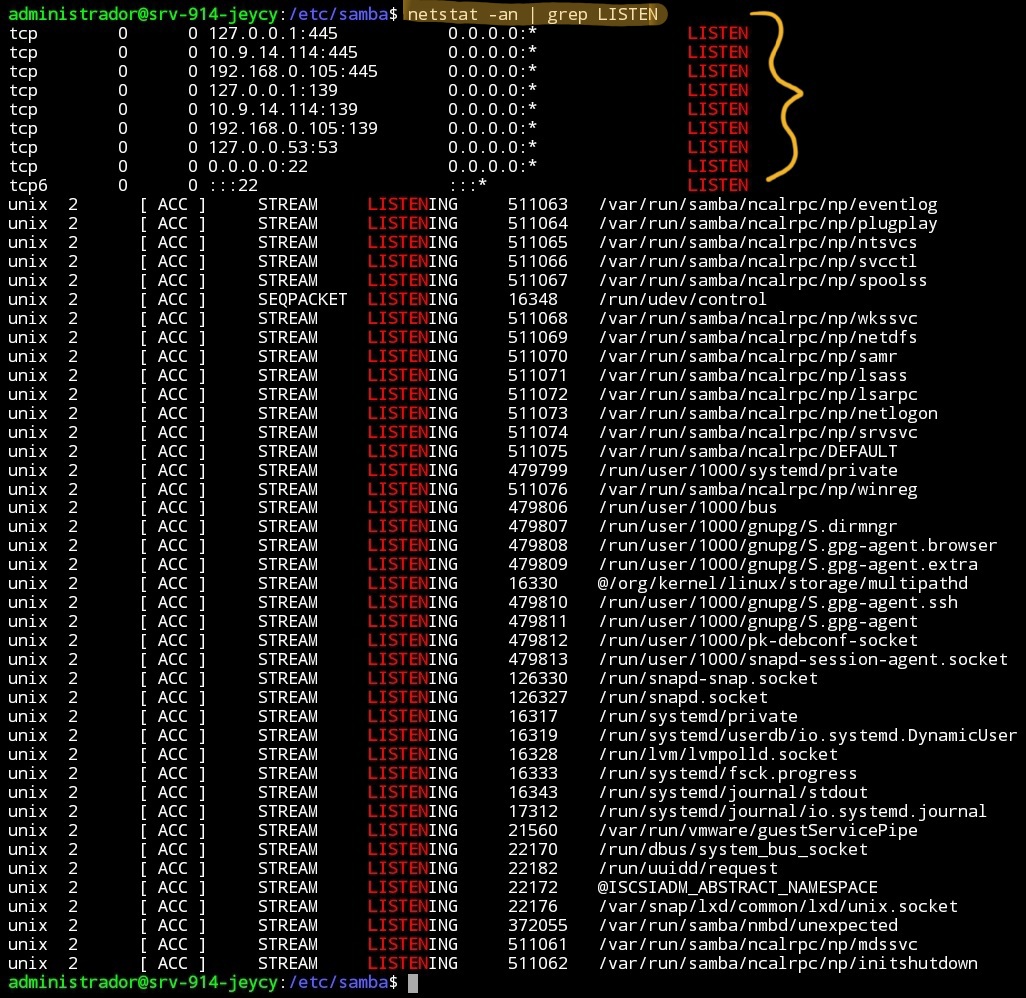 administrador@srv-914-jeycy:/etc/samba$ netstat -an | grep LISTEN
tcp 0 0 127.0.0.1:445 0.0.0.0:* LISTEN
tcp 0 0 10.9.14.114:445 0.0.0.0:* LISTEN
tcp 0 0 192.168.0.105:445 0.0.0.0:* LISTEN
tcp 0 0 127.0.0.1:139 0.0.0.0:* LISTEN
tcp 0 0 10.9.14.114:139 0.0.0.0:* LISTEN
tcp 0 0 192.168.0.105:139 0.0.0.0:* LISTEN
tcp 0 0 127.0.0.53:53 0.0.0.0:* LISTEN
tcp 0 0 0.0.0.0:22 0.0.0.0:* LISTEN
tcp6 0 0 :::22 :::* LISTEN
unix 2 [ ACC ] STREAM LISTENING 511063 /var/run/samba/ncalrpc/np/eventlog
unix 2 [ ACC ] STREAM LISTENING 511064 /var/run/samba/ncalrpc/np/plugplay
unix 2 [ ACC ] STREAM LISTENING 511065 /var/run/samba/ncalrpc/np/ntsvcs
unix 2 [ ACC ] STREAM LISTENING 511066 /var/run/samba/ncalrpc/np/svcctl
unix 2 [ ACC ] STREAM LISTENING 511067 /var/run/samba/ncalrpc/np/spoolss
unix 2 [ ACC ] SEQPACKET LISTENING 16348 /run/udev/control
unix 2 [ ACC ] STREAM LISTENING 511068 /var/run/samba/ncalrpc/np/wkssvc
unix 2 [ ACC ] STREAM LISTENING 511069 /var/run/samba/ncalrpc/np/netdfs
unix 2 [ ACC ] STREAM LISTENING 511070 /var/run/samba/ncalrpc/np/samr
unix 2 [ ACC ] STREAM LISTENING 511071 /var/run/samba/ncalrpc/np/lsass
unix 2 [ ACC ] STREAM LISTENING 511072 /var/run/samba/ncalrpc/np/lsarpc
unix 2 [ ACC ] STREAM LISTENING 511073 /var/run/samba/ncalrpc/np/netlogon
unix 2 [ ACC ] STREAM LISTENING 511074 /var/run/samba/ncalrpc/np/srvsvc
unix 2 [ ACC ] STREAM LISTENING 511075 /var/run/samba/ncalrpc/DEFAULT
unix 2 [ ACC ] STREAM LISTENING 479799 /run/user/1000/systemd/private
unix 2 [ ACC ] STREAM LISTENING 511076 /var/run/samba/ncalrpc/np/winreg
unix 2 [ ACC ] STREAM LISTENING 479806 /run/user/1000/bus
unix 2 [ ACC ] STREAM LISTENING 479807 /run/user/1000/gnupg/S.dirmngr
unix 2 [ ACC ] STREAM LISTENING 479808 /run/user/1000/gnupg/S.gpg-agent.browser
unix 2 [ ACC ] STREAM LISTENING 479809 /run/user/1000/gnupg/S.gpg-agent.extra
unix 2 [ ACC ] STREAM LISTENING 16330 @/org/kernel/linux/storage/multipathd
unix 2 [ ACC ] STREAM LISTENING 479810 /run/user/1000/gnupg/S.gpg-agent.ssh
unix 2 [ ACC ] STREAM LISTENING 479811 /run/user/1000/gnupg/S.gpg-agent
unix 2 [ ACC ] STREAM LISTENING 479812 /run/user/1000/pk-debconf-socket
unix 2 [ ACC ] STREAM LISTENING 479813 /run/user/1000/snapd-session-agent.socket
unix 2 [ ACC ] STREAM LISTENING 126330 /run/snapd-snap.socket
unix 2 [ ACC ] STREAM LISTENING 126327 /run/snapd.socket
unix 2 [ ACC ] STREAM LISTENING 16317 /run/systemd/private
unix 2 [ ACC ] STREAM LISTENING 16319 /run/systemd/userdb/io.systemd.DynamicUser
unix 2 [ ACC ] STREAM LISTENING 16328 /run/lvm/lvmpolld.socket
unix 2 [ ACC ] STREAM LISTENING 16333 /run/systemd/fsck.progress
unix 2 [ ACC ] STREAM LISTENING 16343 /run/systemd/journal/stdout
unix 2 [ ACC ] STREAM LISTENING 17312 /run/systemd/journal/io.systemd.journal
unix 2 [ ACC ] STREAM LISTENING 21560 /var/run/vmware/guestServicePipe
unix 2 [ ACC ] STREAM LISTENING 22170 /run/dbus/system_bus_socket
unix 2 [ ACC ] STREAM LISTENING 22182 /run/uuidd/request
unix 2 [ ACC ] STREAM LISTENING 22172 @ISCSIADM_ABSTRACT_NAMESPACE
unix 2 [ ACC ] STREAM LISTENING 22176 /var/snap/lxd/common/lxd/unix.socket
unix 2 [ ACC ] STREAM LISTENING 372055 /var/run/samba/nmbd/unexpected
unix 2 [ ACC ] STREAM LISTENING 511061 /var/run/samba/ncalrpc/np/mdssvc
unix 2 [ ACC ] STREAM LISTENING 511062 /var/run/samba/ncalrpc/np/initshutdown
administrador@srv-914-jeycy:/etc/samba$